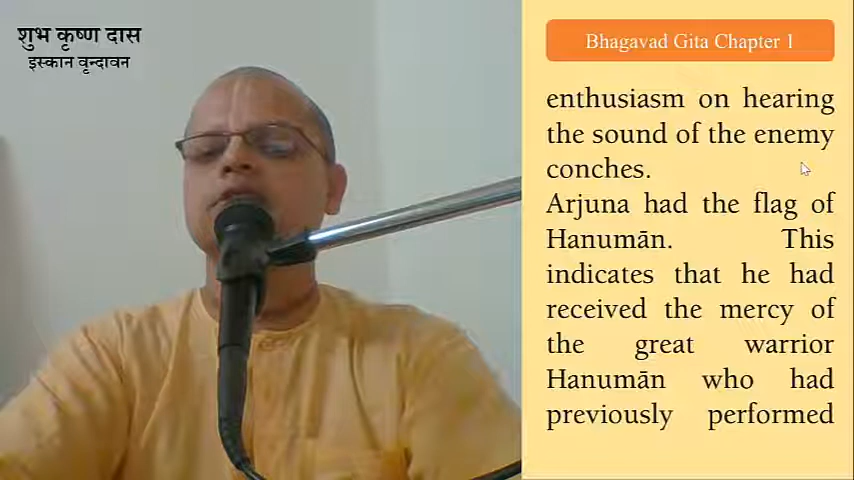 शुभ कृष्ण दास
इस्कान वृन्दावन
Bhagavad Gita Chapter 1
enthusiasm on hearing
the sound of the enemy
conches.
Arjuna had the flag of
Hanumān. This
indicates that he had
received the mercy of
the great warrior
Hanumān who had
previously performed